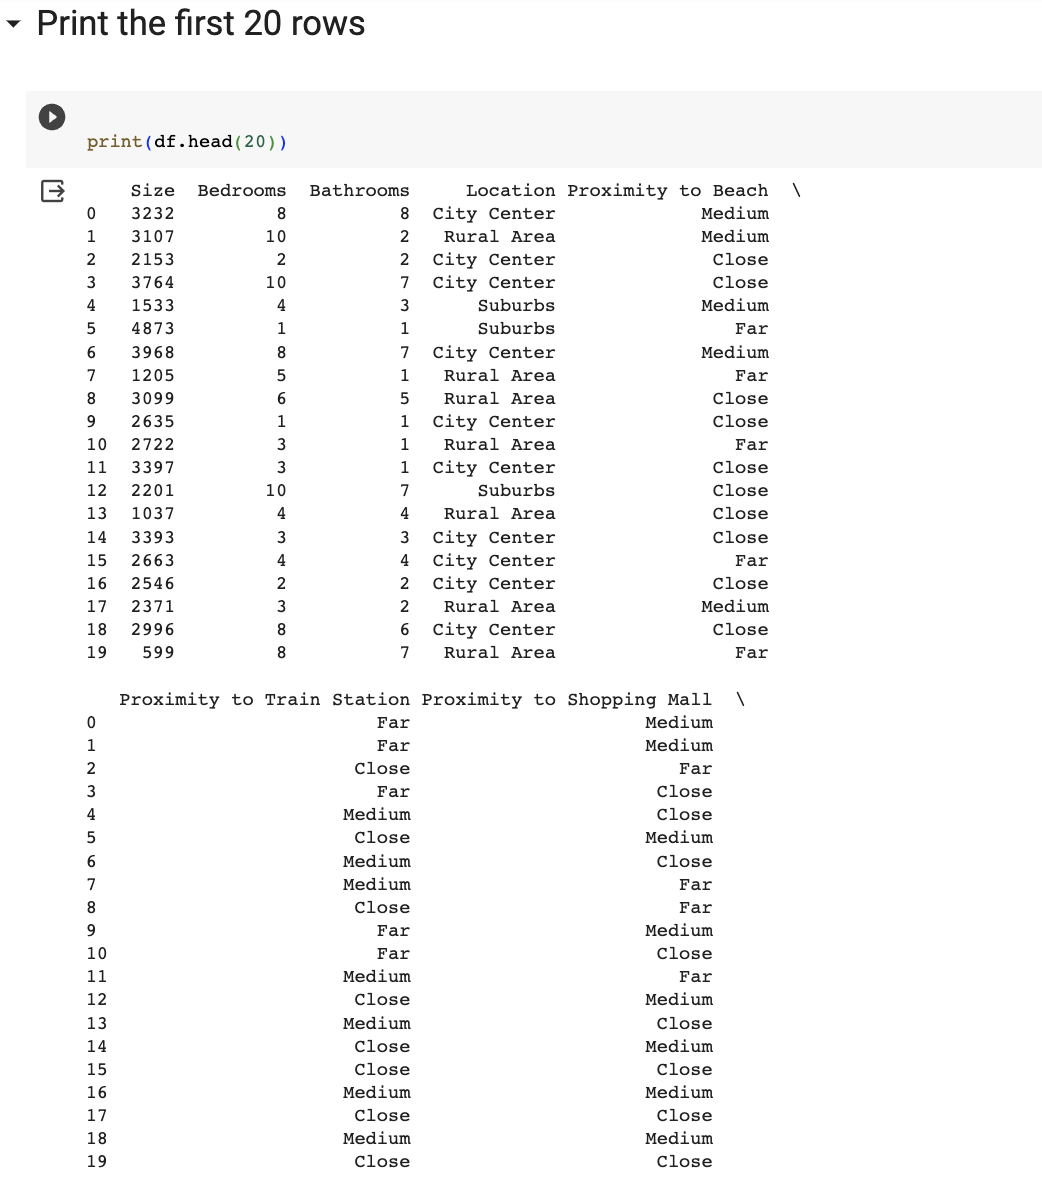 Print the first 20 rows
print(df.head(20))
Size Bedrooms Bathrooms Location Proximity to Beach \
0 3232 8 8 City Center Medium
1 3107 10 2 Rural Area Medium
2 2153 2 2 City Center Close
3 3764 10 7 City Center Close
4 1533 4 3 Suburbs Medium
5 4873 1 1 Suburbs Far
6 3968 8 7 City Center Medium
7 1205 5 1 Rural Area Far
8 3099 6 5 Rural Area Close
9 2635 1 1 City Center Close
10 2722 3 1 Rural Area Far
11 3397 3 1 City Center Close
12 2201 10 7 Suburbs Close
13 1037 4 4 Rural Area Close
14 3393 3 3 City Center Close
15 2663 4 4 City Center Far
16 2546 2 2 City Center Close
17 2371 3 2 Rural Area Medium
18 2996 8 6 City Center Close
19 599 8 7 Rural Area Far
Proximity to Train Station Proximity to Shopping Mall \
0 Far Medium
1 Far Medium
2 Close Far
3 Far Close
4 Medium Close
5 Close Medium
6 Medium Close
7 Medium Far
8 Close Far
9 Far Medium
10 Far Close
11 Medium Far
12 Close Medium
13 Medium Close
14 Close Medium
15 Close Close
16 Medium Medium
17 Close Close
18 Medium Medium
19 Close Close